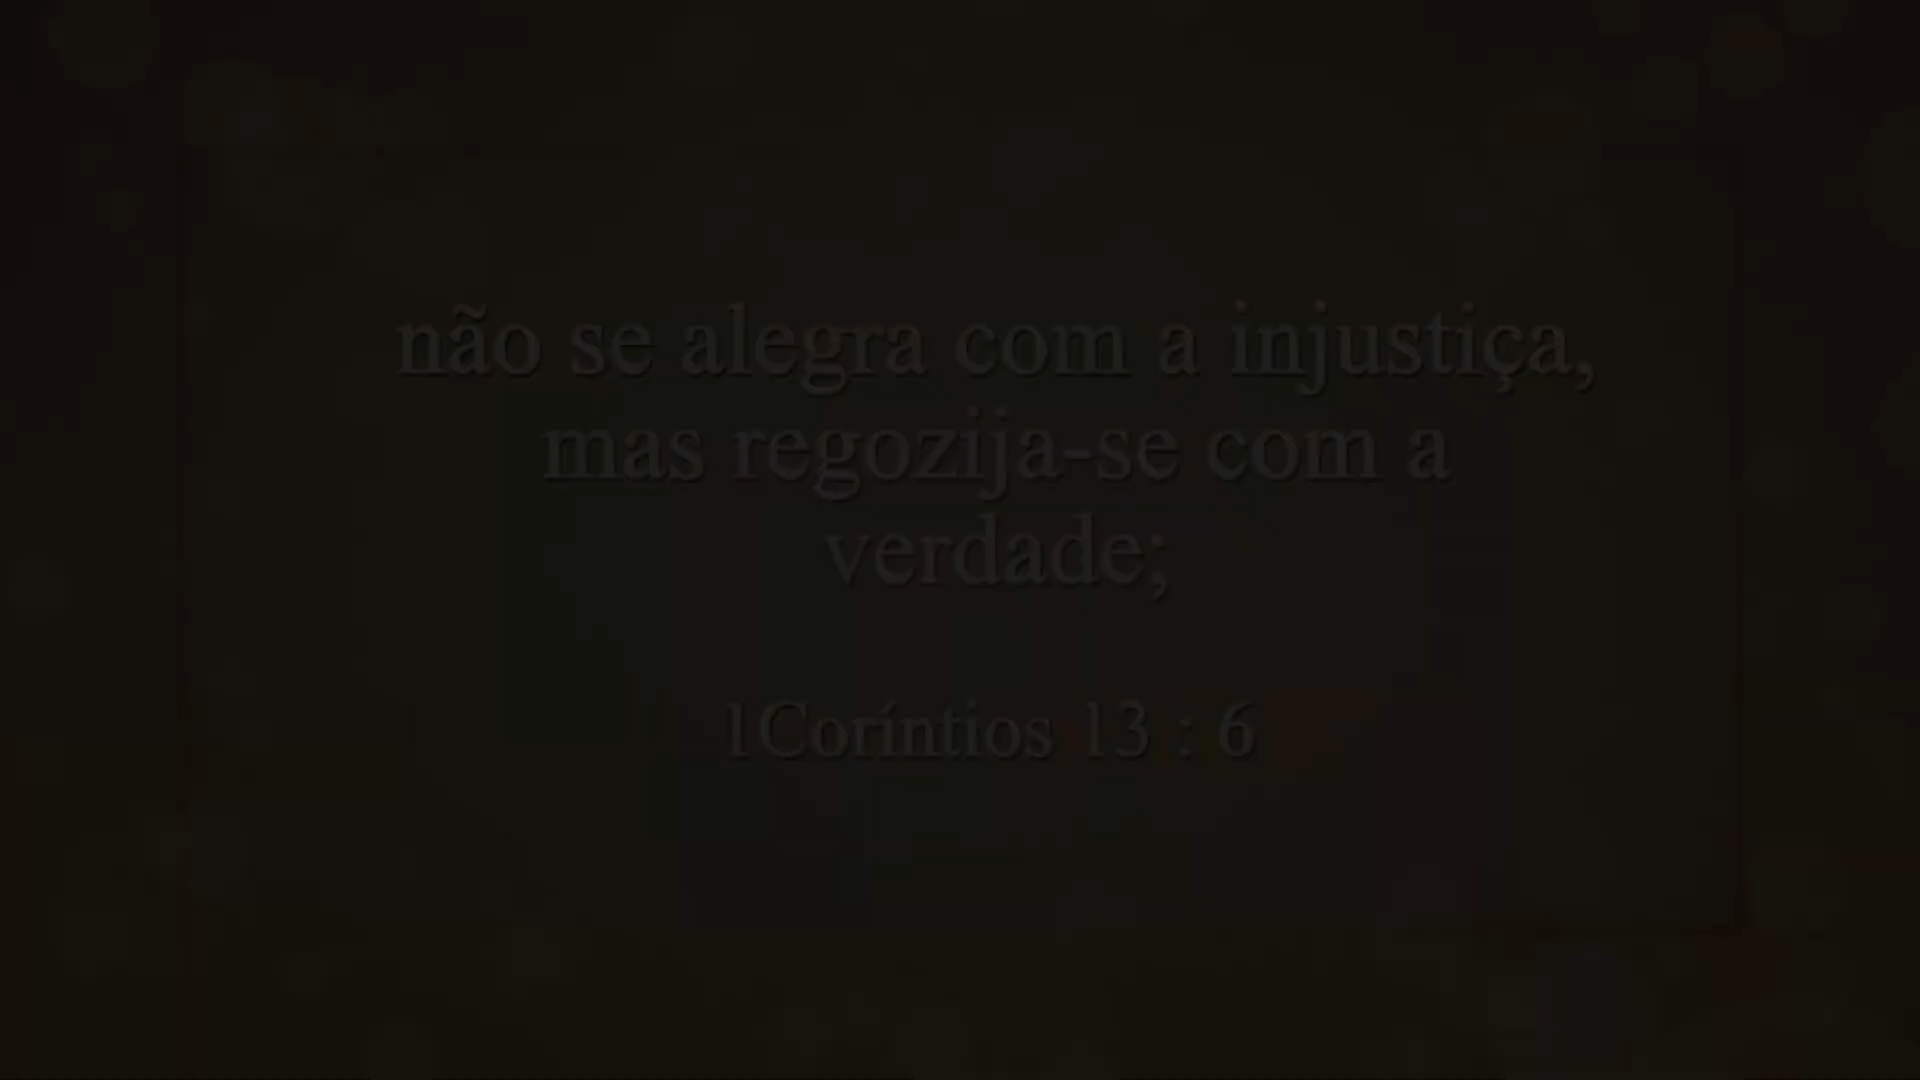 não se alegra com a injustiça,
mas regozija-se com a
verdade;
1Coríntios 13 : 6